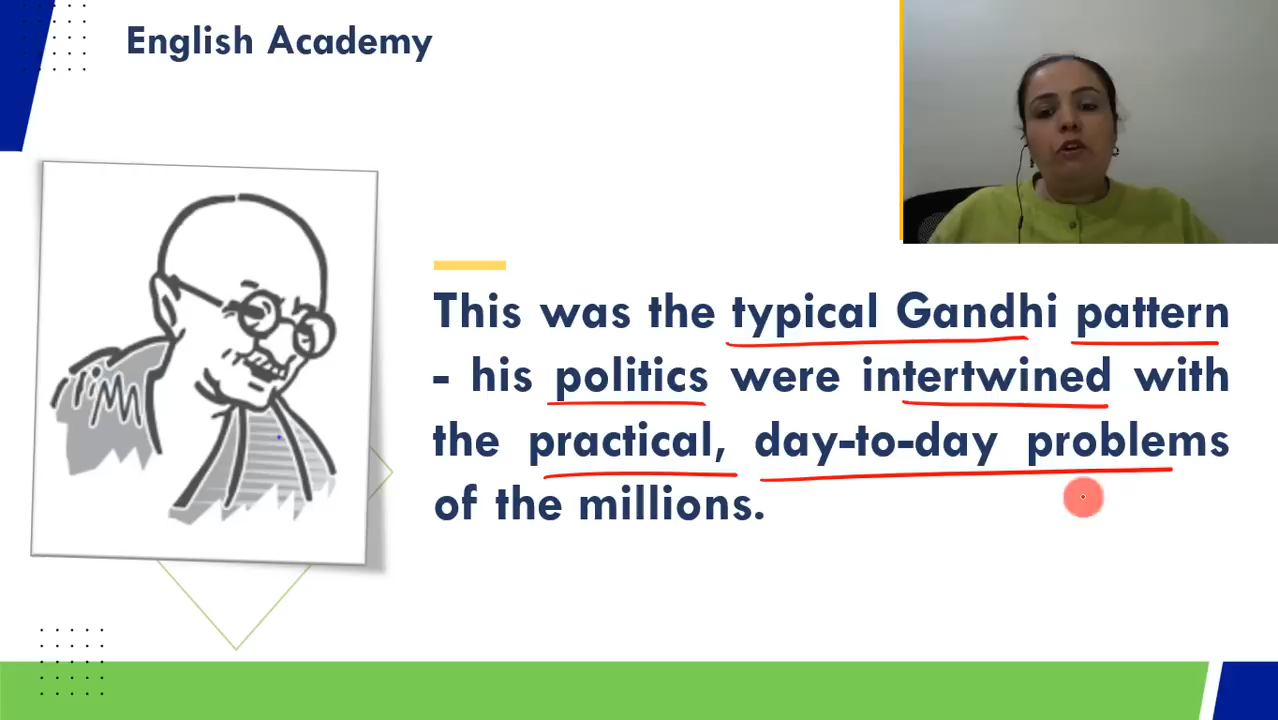 English Academy
This was the typical Gandhi pattern
- his politics were intertwined with
the practical, day-to-day problems
of the millions.